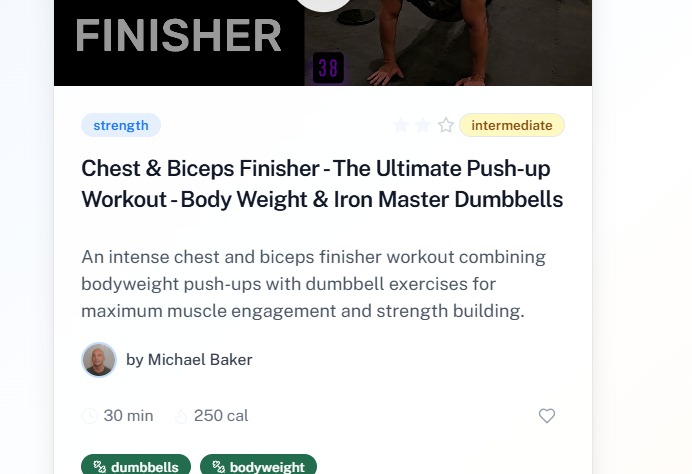 FINISHER
38
strength
intermediate
Chest & Biceps Finisher - The Ultimate Push-up
Workout - Body Weight & Iron Master Dumbbells
An intense chest and biceps finisher workout combining
bodyweight push-ups with dumbbell exercises for
maximum muscle engagement and strength building.
by Michael Baker
30 min 250 cal
dumbbells bodyweight